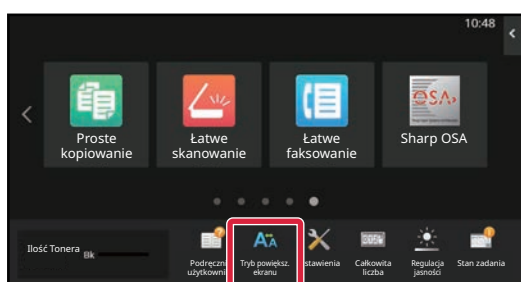 10:48
Proste
kopiowanie
Łatwe
skanowanie
Łatwe
faksowanie
OSA
Sharp OSA
Ilość Tonera
Bk
Podręczni
użytkowni
Tryb powiększ.
ekranu
stawienia
Całkowita
liczba
Regulacja
jasności
Stan zadania